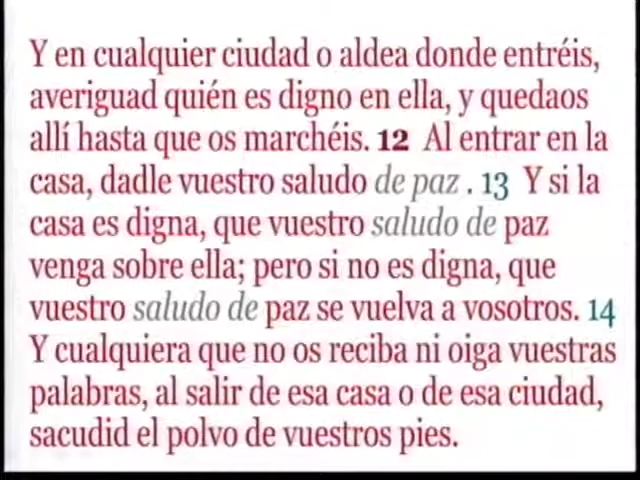 Y en cualquier ciudad o aldea donde entréis,
averiguad quién es digno en ella, y quedaos
allí hasta que os marchéis. 12 Al entrar en la
casa, dadle vuestro saludo de paz . 13 Y si la
casa es digna, que vuestro saludo de paz
venga sobre ella; pero si no es digna, que
vuestro saludo de paz se vuelva a vosotros. 14
Y cualquiera que no os reciba ni oiga vuestras
palabras, al salir de esa casa o de esa ciudad,
sacudid el polvo de vuestros pies.